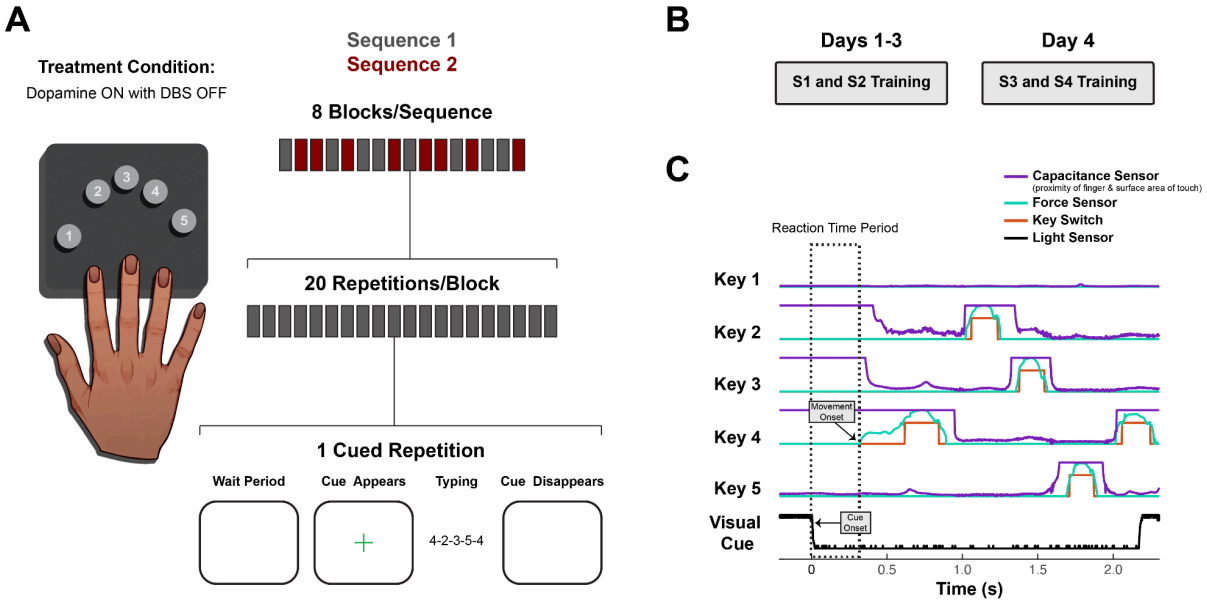 A
Treatment Condition:
Dopamine ON with DBS OFF
1
2
3
4
5
Sequence 1
Sequence 2
8 Blocks/Sequence
20 Repetitions/Block
1 Cued Repetition
Wait Period
Cue Appears
Typing
Cue Disappears
4-2-3-5-4
B
Days 1-3
Day 4
S1 and S2 Training
S3 and S4 Training
C
Capacitance Sensor
(proximity of finger & surface area of touch)
Force Sensor
Key Switch
Light Sensor
Reaction Time Period
Key 1
Key 2
Key 3
Movement
Onset
Key 4
Key 5
Visual
Cue
Cue
Onset
0
0.5
1.0
1.5
2.0
Time (s)